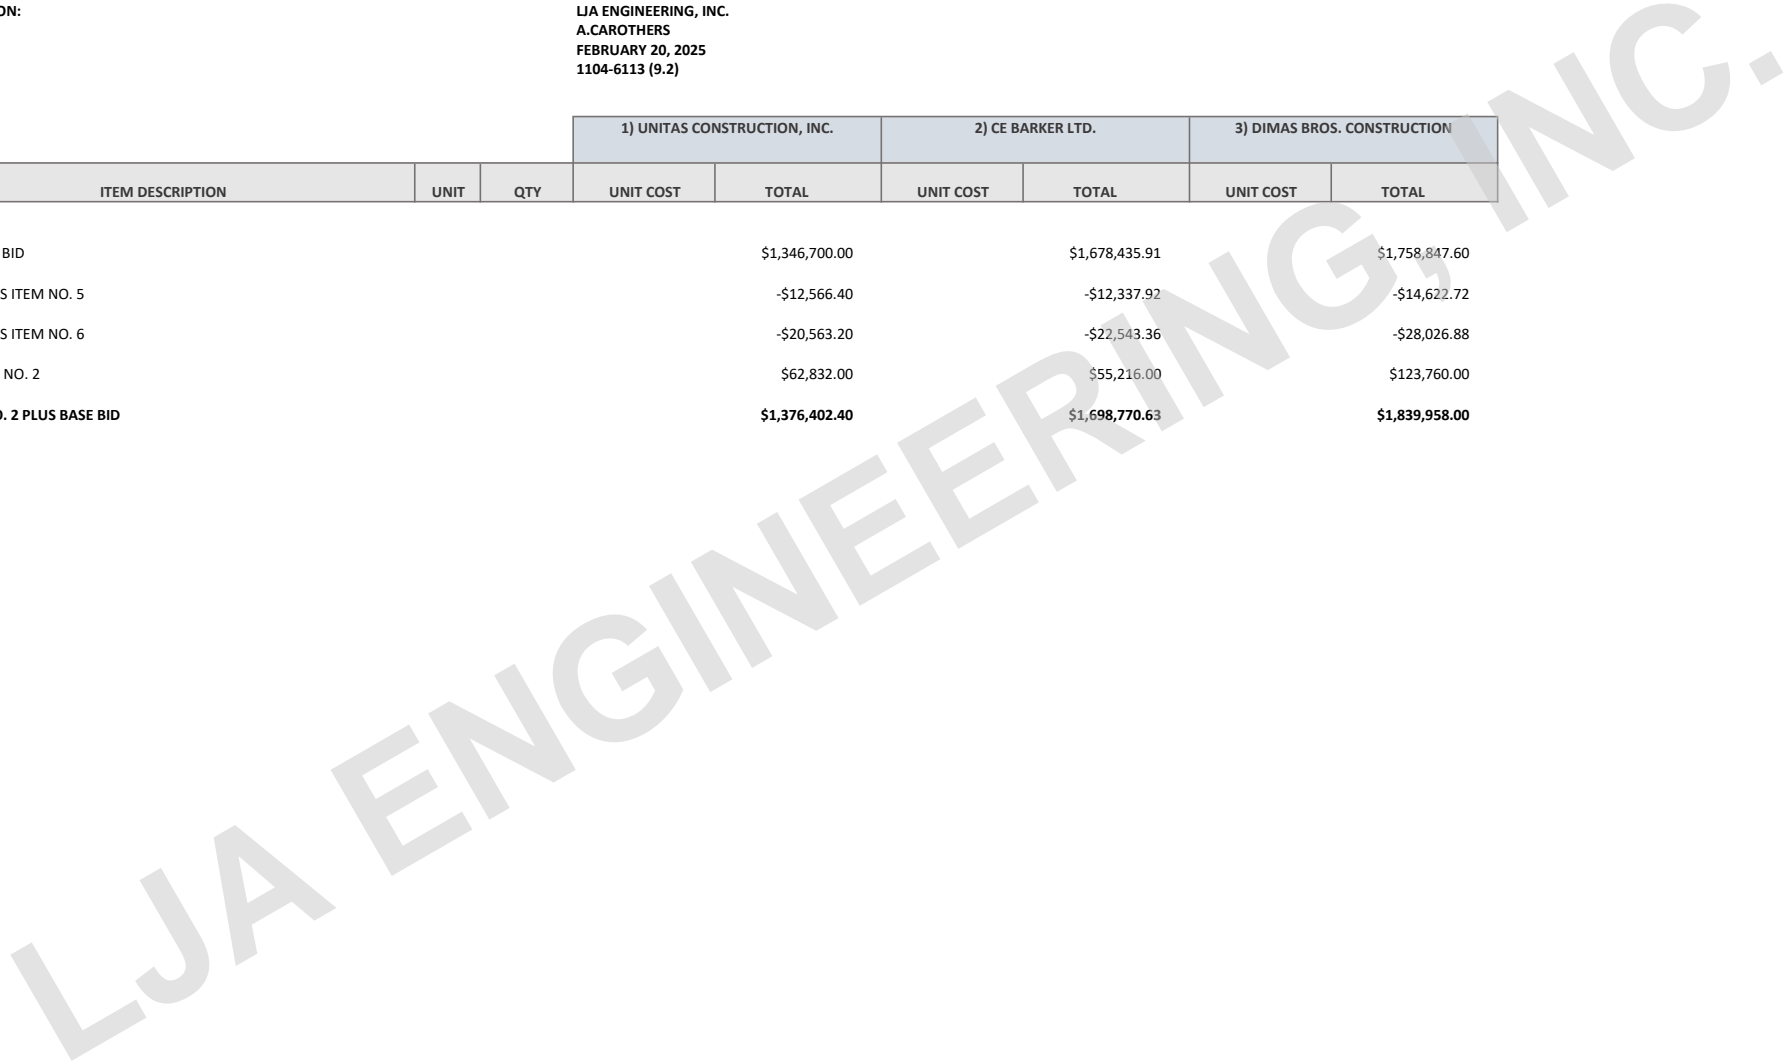 ON:
LJA ENGINEERING, INC.
A.CAROTHERS
FEBRUARY 20, 2025
1104-6113 (9.2)
1) UNITAS CONSTRUCTION, INC. 2) CE BARKER LTD. 3) DIMAS BROS. CONSTRUCTION
ITEM DESCRIPTION UNIT QTY UNIT COST TOTAL UNIT COST TOTAL UNIT COST TOTAL
BID $1,346,700.00 $1,678,435.91 $1,758,847.60
S ITEM NO. 5 -$12,566.40 -$12,337.92 -$14,622.72
S ITEM NO. 6 -$20,563.20 -$22,543.36 -$28,026.88
NO. 2 $62,832.00 $55,216.00 $123,760.00
O. 2 PLUS BASE BID $1,376,402.40 $1,698,770.63 $1,839,958.00
LJA ENGINEERING, INC.